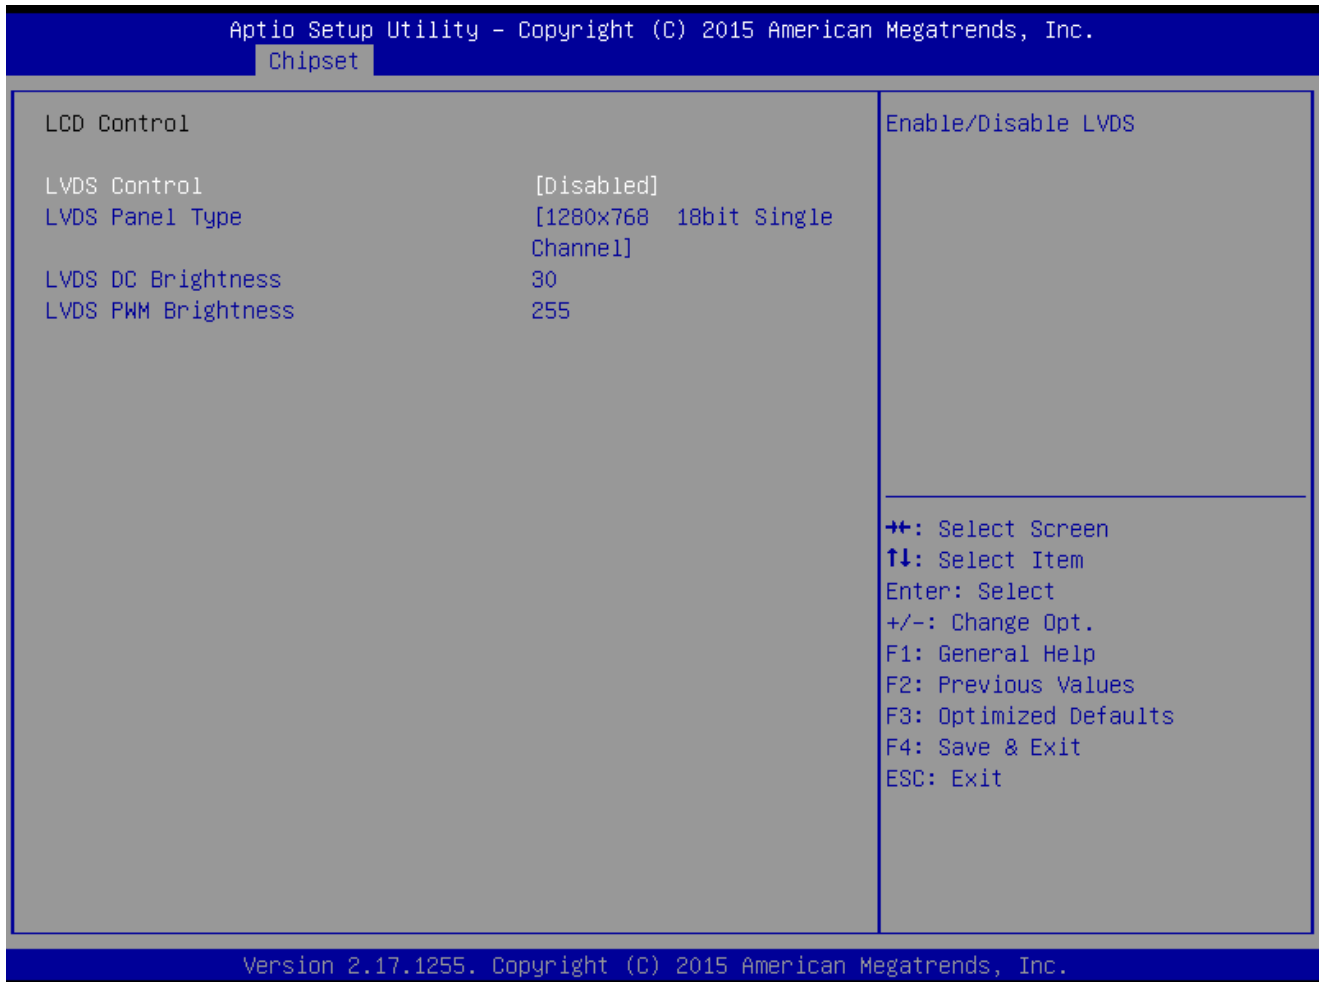 Aptio Setup Utility – Copyright (C) 2015 American Megatrends, Inc.
Chipset
LCD Control
LVDS Control [Disabled]
LVDS Panel Type [1280x768 18bit Single
Channel]
LVDS DC Brightness 30
LVDS PWM Brightness 255
Enable/Disable LVDS
→←: Select Screen
↑↓: Select Item
Enter: Select
+/-: Change Opt.
F1: General Help
F2: Previous Values
F3: Optimized Defaults
F4: Save & Exit
ESC: Exit
Version 2.17.1255. Copyright (C) 2015 American Megatrends, Inc.